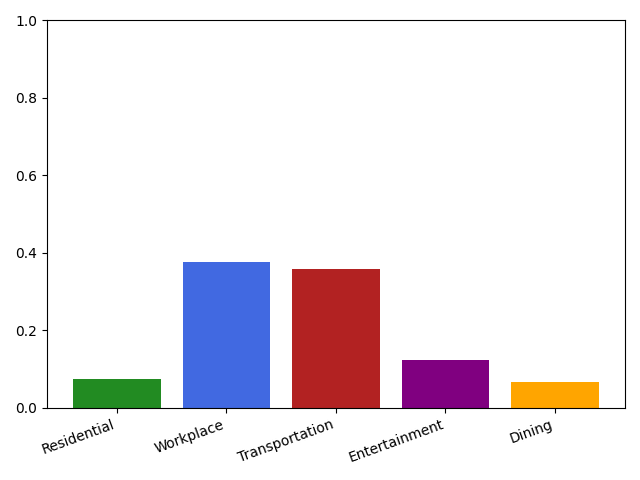 1.0
0.8
0.6
0.4
0.2
0.0
Residential
Workplace
Transportation
Entertainment
Dining